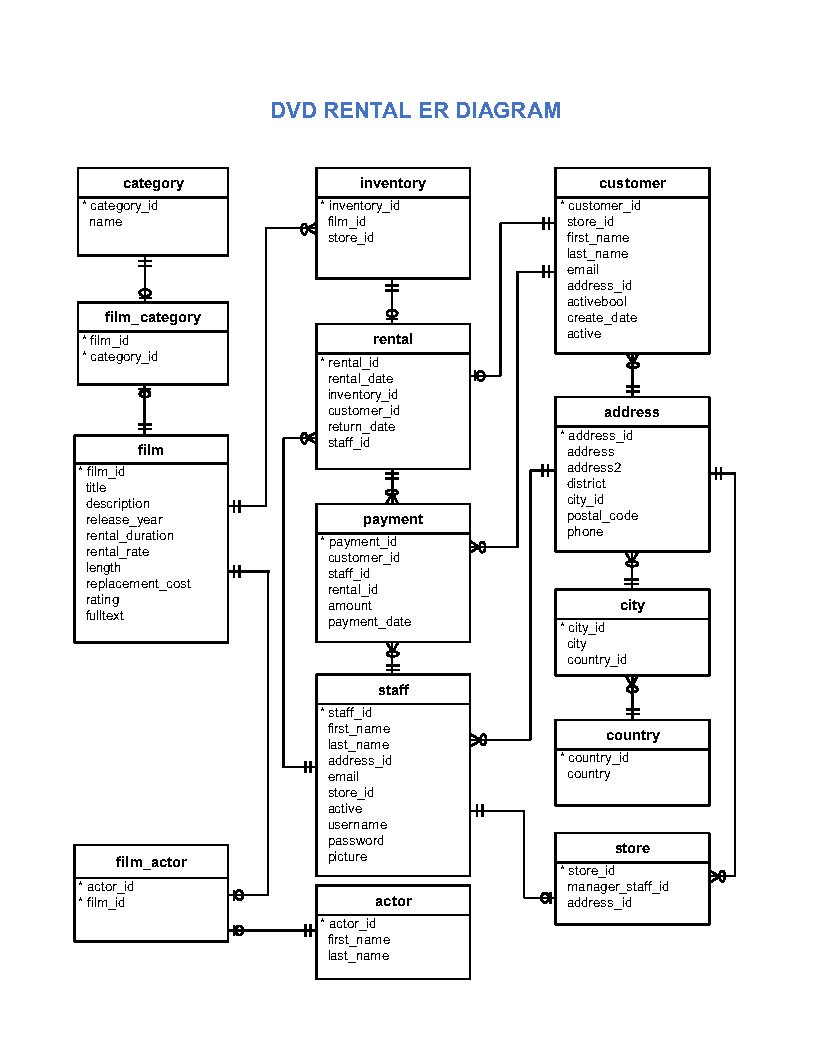 DVD RENTAL ER DIAGRAM
category
* category_id
name
film_category
* film_id
* category_id
film
* film_id
title
description
release_year
rental_duration
rental_rate
length
replacement_cost
rating
fulltext
film_actor
* actor_id
* film_id
inventory
* inventory_id
film_id
store_id
rental
* rental_id
rental_date
inventory_id
customer_id
return_date
staff_id
payment
* payment_id
customer_id
staff_id
rental_id
amount
payment_date
staff
* staff_id
first_name
last_name
address_id
email
store_id
active
username
password
picture
actor
* actor_id
first_name
last_name
customer
* customer_id
store_id
first_name
last_name
email
address_id
activebool
create_date
active
address
* address_id
address
address2
district
city_id
postal_code
phone
city
* city_id
city
country_id
country
* country_id
country
store
* store_id
manager_staff_id
address_id